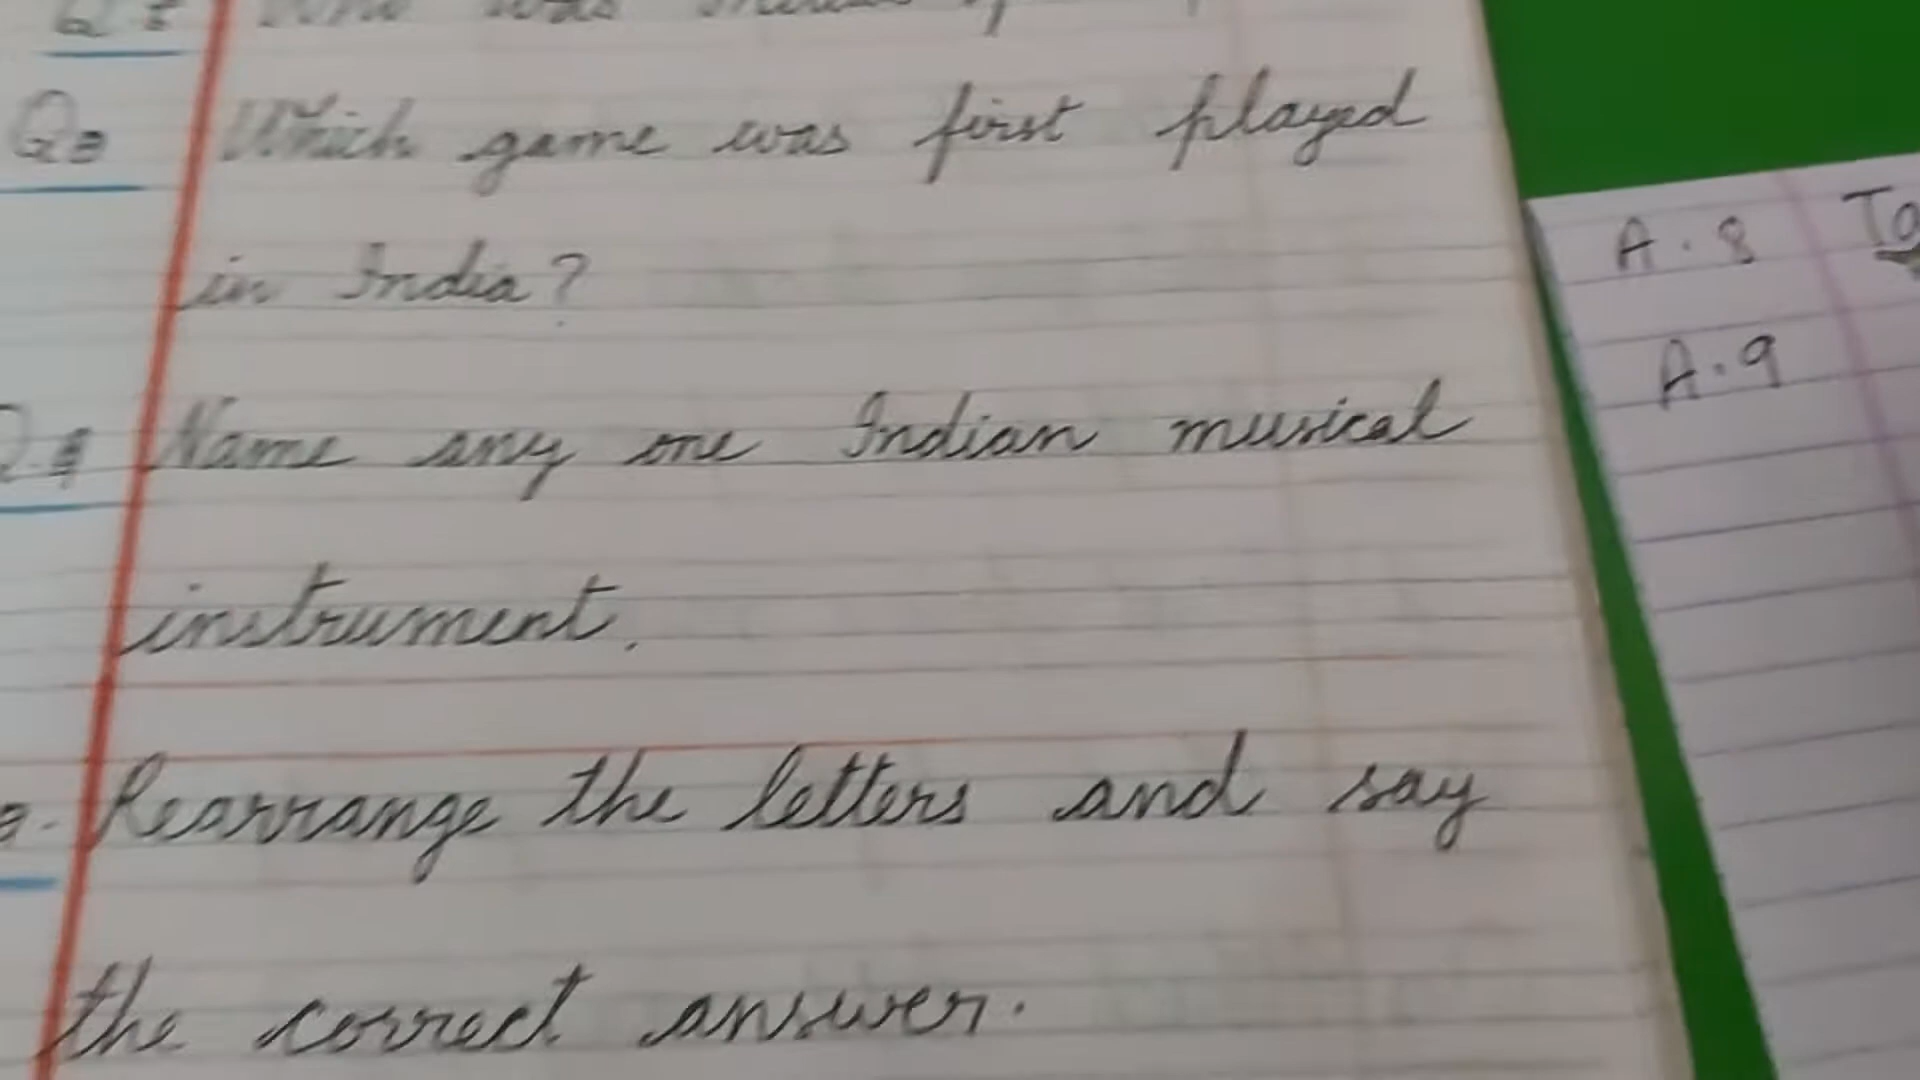 was
Q3 Which game was first played
in India?
Name any one Indian musical
instrument.
Rearrange the letters and say
the correct answer.
A. 8
A. 9